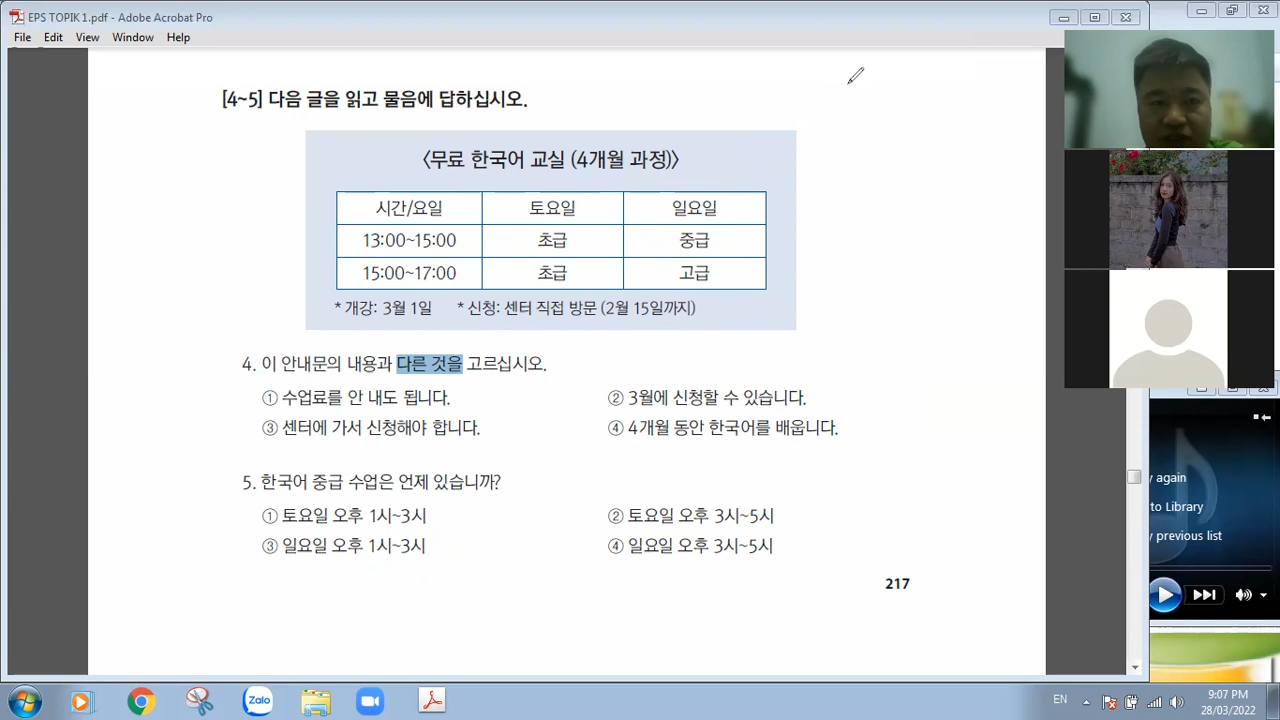 EPS TOPIK 1.pdf - Adobe Acrobat Pro
File Edit View Window Help
[4~5] 다음 글을 읽고 물음에 답하십시오.
〈무료 한국어 교실 (4개월 과정)〉
시간/요일 토요일 일요일
13:00~15:00 초급 중급
15:00~17:00 초급 고급
* 개강: 3월 1일 * 신청: 센터 직접 방문 (2월 15일까지)
4. 이 안내문의 내용과 다른 것을 고르십시오.
① 수업료를 안 내도 됩니다. ② 3월에 신청할 수 있습니다.
③ 센터에 가서 신청해야 합니다. ④ 4개월 동안 한국어를 배웁니다.
5. 한국어 중급 수업은 언제 있습니까?
① 토요일 오후 1시~3시 ② 토요일 오후 3시~5시
③ 일요일 오후 1시~3시 ④ 일요일 오후 3시~5시
217
y again
to Library
y previous list
Zalo
EN
9:07 PM
28/03/2022